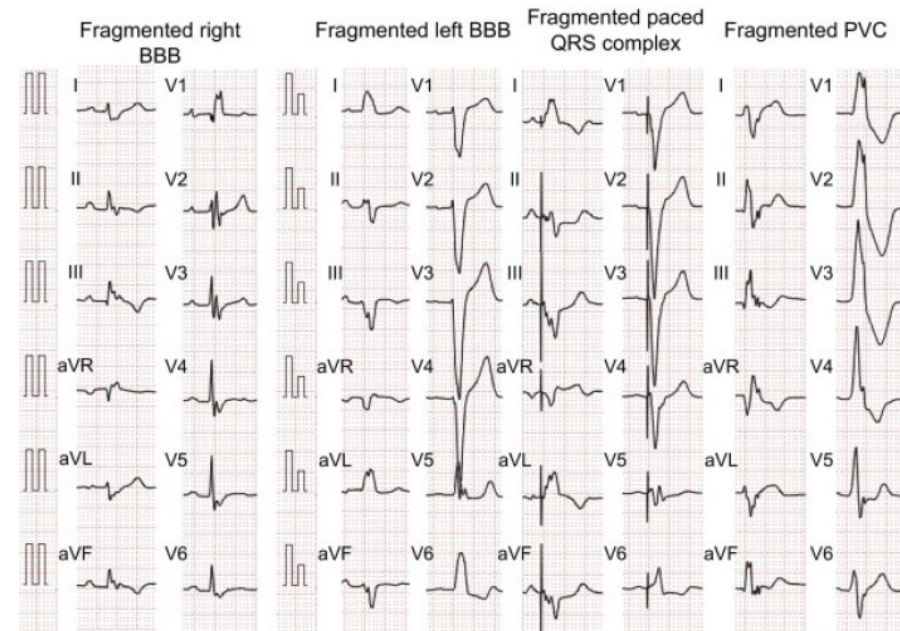 Fragmented right
BBB
Fragmented left BBB
Fragmented paced
QRS complex
Fragmented PVC
I V1 I V1 I V1 I V1
II V2 II V2 II V2 II V2
III V3 III V3 III V3 III V3
aVR V4 aVR V4 aVR V4 aVR V4
aVL V5 aVL V5 aVL V5 aVL V5
aVF V6 aVF V6 aVF V6 aVF V6